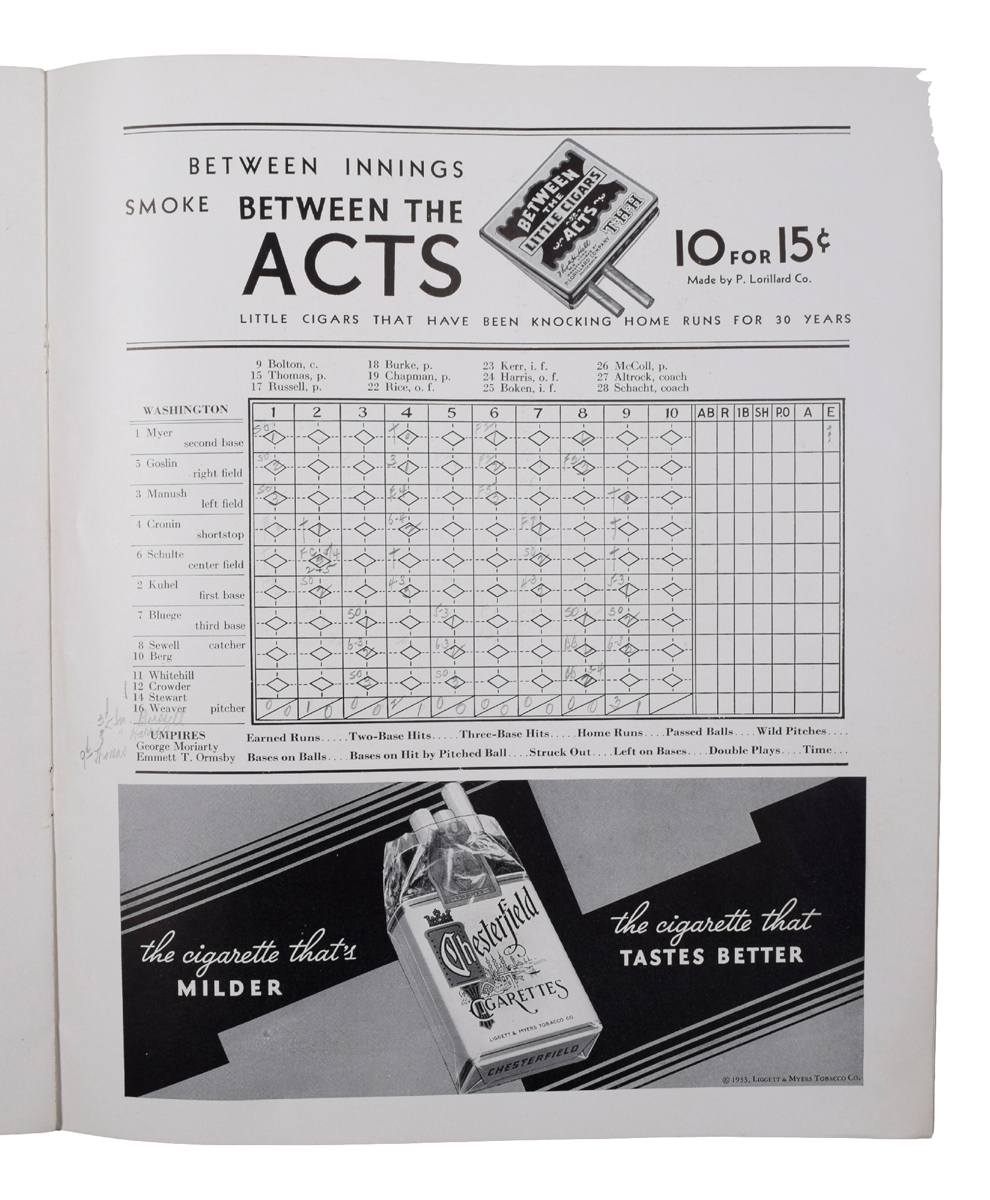 BETWEEN INNINGS
SMOKE BETWEEN THE
ACTS
BETWEEN
THE
LITTLE CIGARS
ACTS
T·H·H
P. LORILLARD COMPANY
10 FOR 15¢
Made by P. Lorillard Co.
LITTLE CIGARS THAT HAVE BEEN KNOCKING HOME RUNS FOR 30 YEARS
9 Bolton, c. 18 Burke, p. 23 Kerr, i. f. 26 McColl, p.
15 Thomas, p. 19 Chapman, p. 24 Harris, o. f. 27 Altrock, coach
17 Russell, p. 22 Rice, o. f. 25 Boken, i. f. 28 Schacht, coach
WASHINGTON 1 2 3 4 5 6 7 8 9 10 AB R 1B SH P.O A E
1 Myer
second base
5 Goslin
right field
3 Manush
left field
4 Cronin
shortstop
6 Schulte
center field
2 Kuhel
first base
7 Bluege
third base
8 Sewell catcher
10 Berg
11 Whitehill
12 Crowder
14 Stewart
16 Weaver pitcher
UMPIRES
George Moriarty
Emmett T. Ormsby
Earned Runs.... Two-Base Hits.... Three-Base Hits.... Home Runs.... Passed Balls.... Wild Pitches....
Bases on Balls.... Bases on Hit by Pitched Ball.... Struck Out.... Left on Bases.... Double Plays.... Time...
the cigarette that's
MILDER
Chesterfield
CIGARETTES
LIGGETT & MYERS TOBACCO CO.
CHESTERFIELD
the cigarette that
TASTES BETTER
© 1933, LIGGETT & MYERS TOBACCO CO.